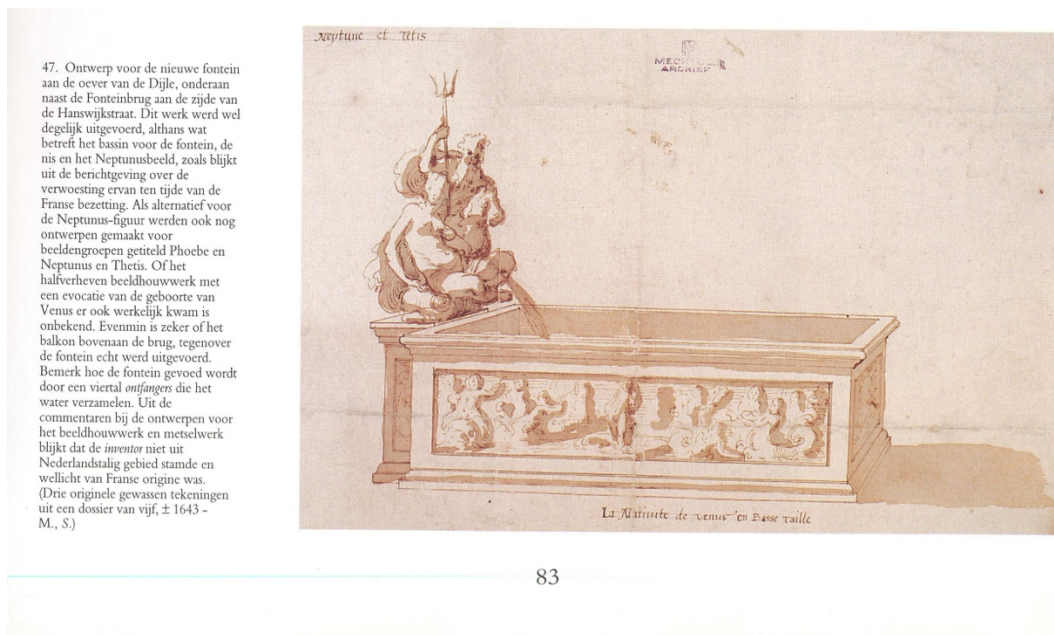 47. Ontwerp voor de nieuwe fontein
aan de oever van de Dijle, onderaan
naast de Fonteinbrug aan de zijde van
de Hanswijkstraat. Dit werk werd wel
degelijk uitgevoerd, althans wat
betreft het bassin voor de fontein, de
nis en het Neptunusbeeld, zoals blijkt
uit de berichtgeving over de
verwoesting ervan ten tijde van de
Franse bezetting. Als alternatief voor
de Neptunus-figuur werden ook nog
ontwerpen gemaakt voor
beeldengroepen getiteld Phoebe en
Neptunus en Thetis. Of het
halfverheven beeldhouwwerk met
een evocatie van de geboorte van
Venus er ook werkelijk kwam is
onbekend. Evenmin is zeker of het
balkon bovenaan de brug, tegenover
de fontein echt werd uitgevoerd.
Bemerk hoe de fontein gevoed wordt
door een viertal ontfangers die het
water verzamelen. Uit de
commentaren bij de ontwerpen voor
het beeldhouwwerk en metselwerk
blijkt dat de inventor niet uit
Nederlandstalig gebied stamde en
wellicht van Franse origine was.
(Drie originele gewassen tekeningen
uit een dossier van vijf, ± 1643 -
M., S.)
Neptune et Tetis
ARCHIEF
La Natiuite de Venus en Basse Taille
83